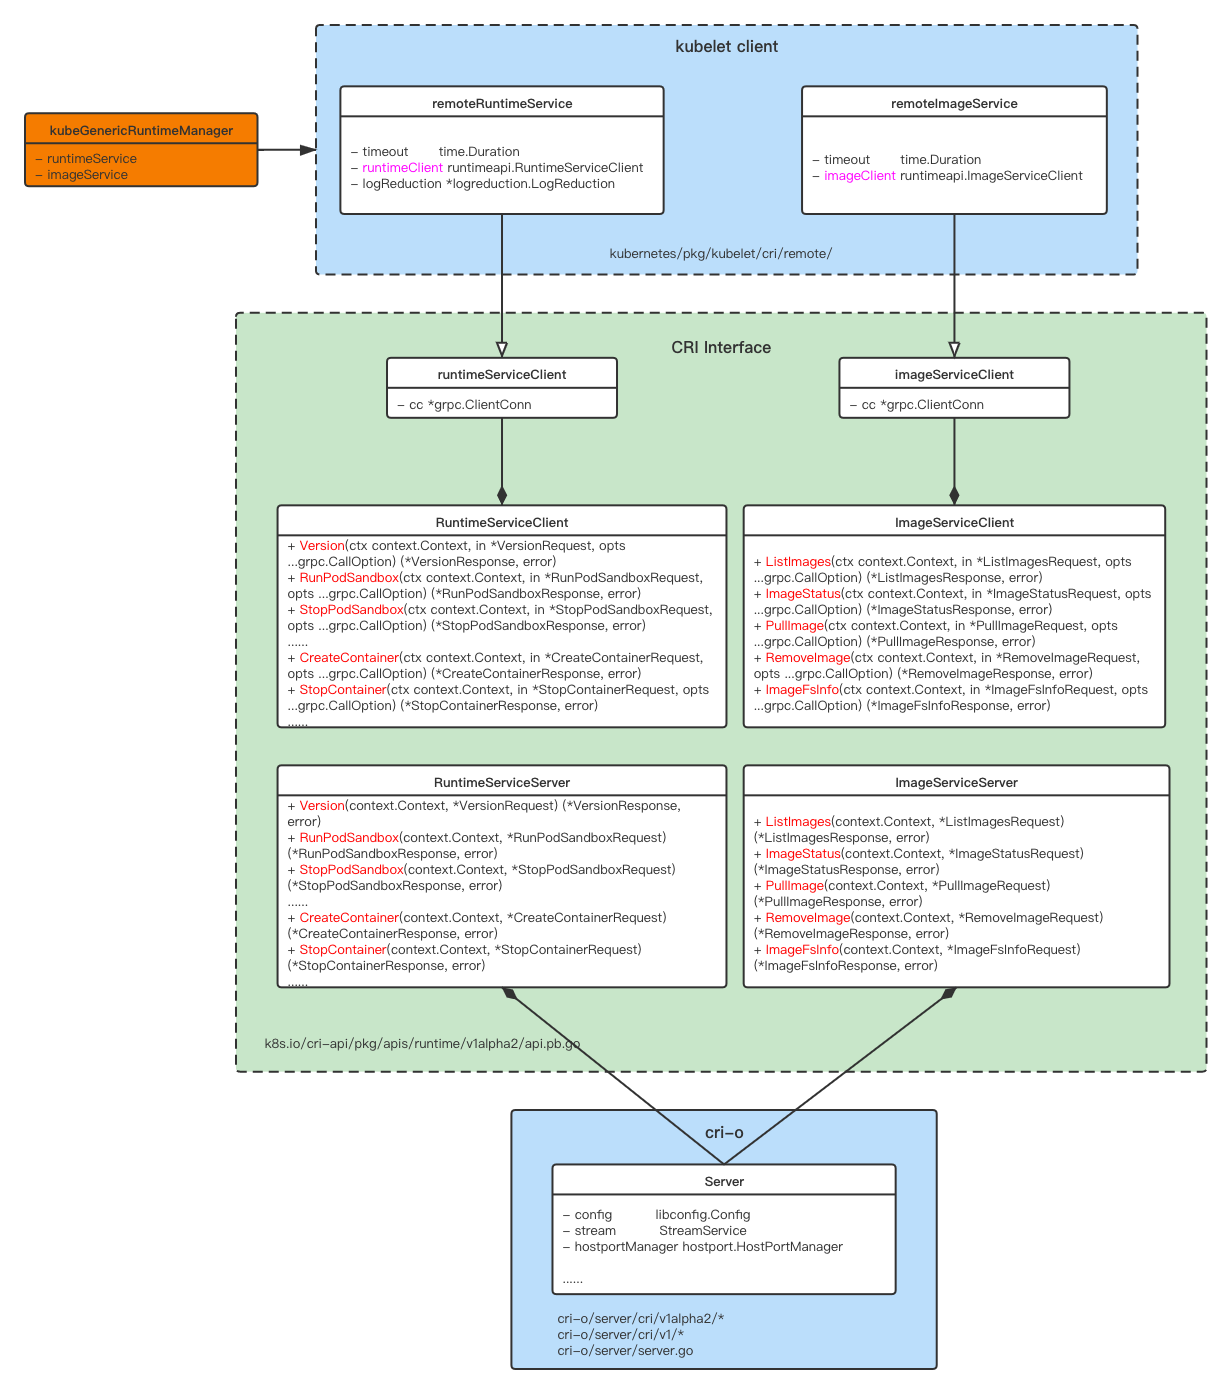 kubelet client
kubeGenericRuntimeManager
– runtimeService
– imageService
remoteRuntimeService
– timeout time.Duration
– runtimeClient runtimeapi.RuntimeServiceClient
– logReduction *logreduction.LogReduction
remoteImageService
– timeout time.Duration
– imageClient runtimeapi.ImageServiceClient
kubernetes/pkg/kubelet/cri/remote/
CRI Interface
runtimeServiceClient
– cc *grpc.ClientConn
imageServiceClient
– cc *grpc.ClientConn
RuntimeServiceClient
+ Version(ctx context.Context, in *VersionRequest, opts
...grpc.CallOption) (*VersionResponse, error)
+ RunPodSandbox(ctx context.Context, in *RunPodSandboxRequest,
opts ...grpc.CallOption) (*RunPodSandboxResponse, error)
+ StopPodSandbox(ctx context.Context, in *StopPodSandboxRequest,
opts ...grpc.CallOption) (*StopPodSandboxResponse, error)
......
+ CreateContainer(ctx context.Context, in *CreateContainerRequest,
opts ...grpc.CallOption) (*CreateContainerResponse, error)
+ StopContainer(ctx context.Context, in *StopContainerRequest, opts
...grpc.CallOption) (*StopContainerResponse, error)
......
ImageServiceClient
+ ListImages(ctx context.Context, in *ListImagesRequest, opts
...grpc.CallOption) (*ListImagesResponse, error)
+ ImageStatus(ctx context.Context, in *ImageStatusRequest, opts
...grpc.CallOption) (*ImageStatusResponse, error)
+ PullImage(ctx context.Context, in *PullImageRequest, opts
...grpc.CallOption) (*PullImageResponse, error)
+ RemoveImage(ctx context.Context, in *RemoveImageRequest,
opts ...grpc.CallOption) (*RemoveImageResponse, error)
+ ImageFsInfo(ctx context.Context, in *ImageFsInfoRequest, opts
...grpc.CallOption) (*ImageFsInfoResponse, error)
RuntimeServiceServer
+ Version(context.Context, *VersionRequest) (*VersionResponse,
error)
+ RunPodSandbox(context.Context, *RunPodSandboxRequest)
(*RunPodSandboxResponse, error)
+ StopPodSandbox(context.Context, *StopPodSandboxRequest)
(*StopPodSandboxResponse, error)
......
+ CreateContainer(context.Context, *CreateContainerRequest)
(*CreateContainerResponse, error)
+ StopContainer(context.Context, *StopContainerRequest)
(*StopContainerResponse, error)
......
ImageServiceServer
+ ListImages(context.Context, *ListImagesRequest)
(*ListImagesResponse, error)
+ ImageStatus(context.Context, *ImageStatusRequest)
(*ImageStatusResponse, error)
+ PullImage(context.Context, *PullImageRequest)
(*PullImageResponse, error)
+ RemoveImage(context.Context, *RemoveImageRequest)
(*RemoveImageResponse, error)
+ ImageFsInfo(context.Context, *ImageFsInfoRequest)
(*ImageFsInfoResponse, error)
k8s.io/cri-api/pkg/apis/runtime/v1alpha2/api.pb.go
cri–o
Server
– config libconfig.Config
– stream StreamService
– hostportManager hostport.HostPortManager
......
cri–o/server/cri/v1alpha2/*
cri–o/server/cri/v1/*
cri–o/server/server.go